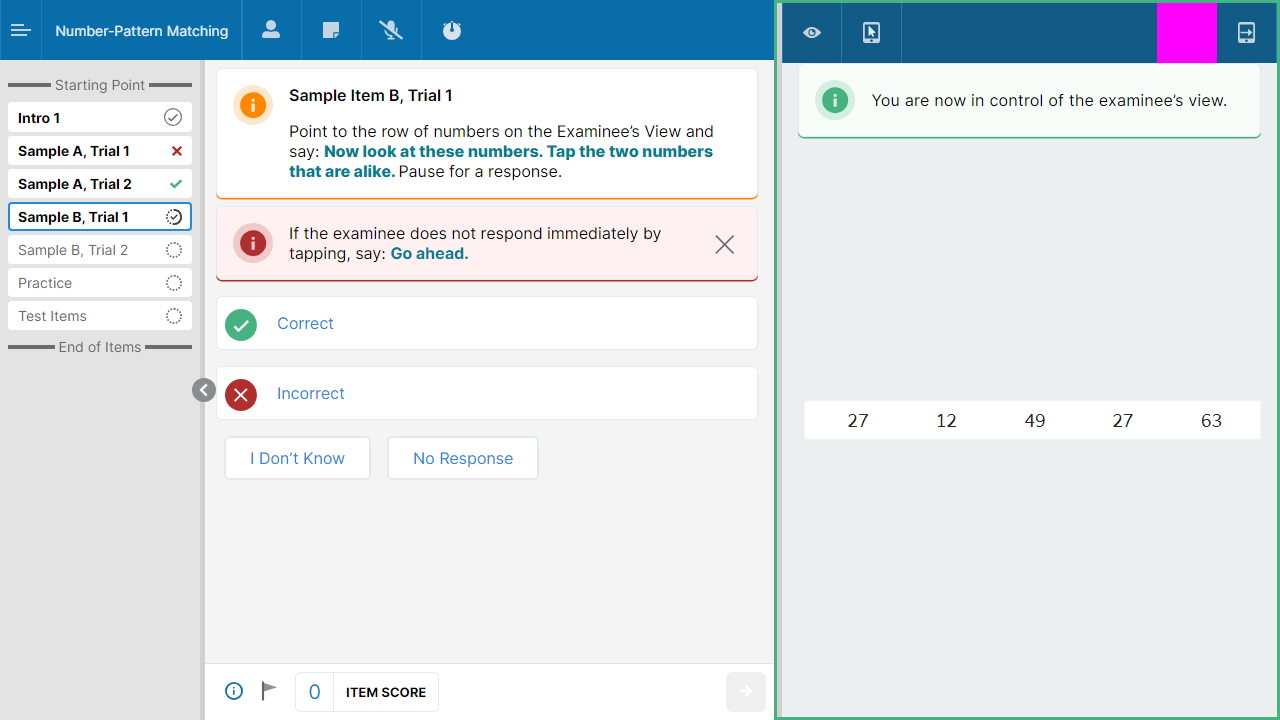 Number-Pattern Matching
Starting Point
Intro 1
Sample A, Trial 1
Sample A, Trial 2
Sample B, Trial 1
Sample B, Trial 2
Practice
Test Items
End of Items
Sample Item B, Trial 1
Point to the row of numbers on the Examinee’s View and
say: Now look at these numbers. Tap the two numbers
that are alike. Pause for a response.
If the examinee does not respond immediately by
tapping, say: Go ahead.
Correct
Incorrect
I Don’t Know
No Response
0 ITEM SCORE
You are now in control of the examinee’s view.
27 12 49 27 63